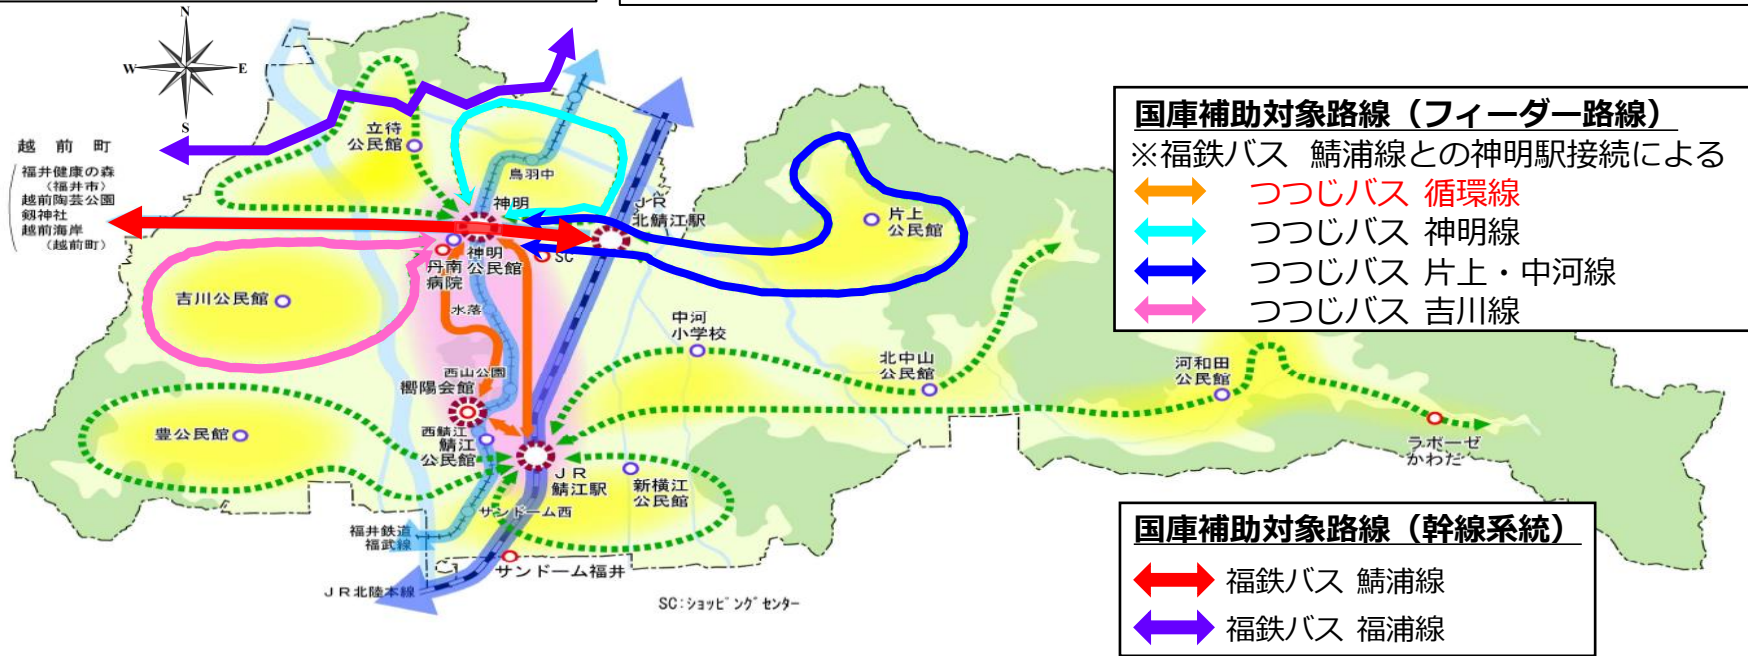 N
W
E
S
越前町
福井健康の森
（福井市）
越前陶芸公園
剱神社
越前海岸
（越前町）
立待
公民館
鳥羽中
神明
JR
北鯖江駅
片上
公民館
SC
神明
公民館
丹南
病院
水落
吉川公民館
中河
小学校
北中山
公民館
河和田
公民館
西山公園
嚮陽会館
西鯖江
鯖江
公民館
豊公民館
JR
鯖江駅
新横江
公民館
ラポーゼ
かわだ
サンドーム西
福井鉄道
福武線
サンドーム福井
JR北陸本線
SC:ショッピングセンター
国庫補助対象路線（フィーダー路線）
※福鉄バス 鯖浦線との神明駅接続による
つつじバス 循環線
つつじバス 神明線
つつじバス 片上・中河線
つつじバス 吉川線
国庫補助対象路線（幹線系統）
福鉄バス 鯖浦線
福鉄バス 福浦線